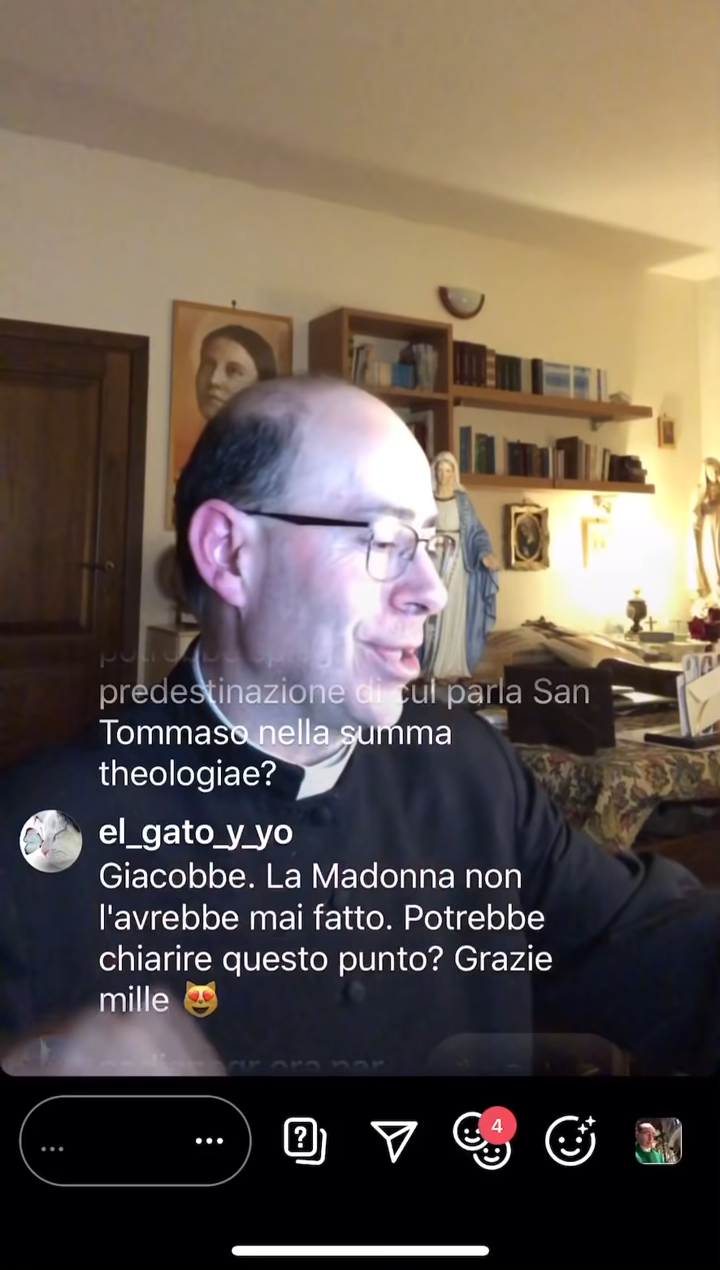 predestinazione di cui parla San
Tommaso nella summa
theologiae?
el_gato_y_yo
Giacobbe. La Madonna non
l'avrebbe mai fatto. Potrebbe
chiarire questo punto? Grazie
mille 😻
...
4